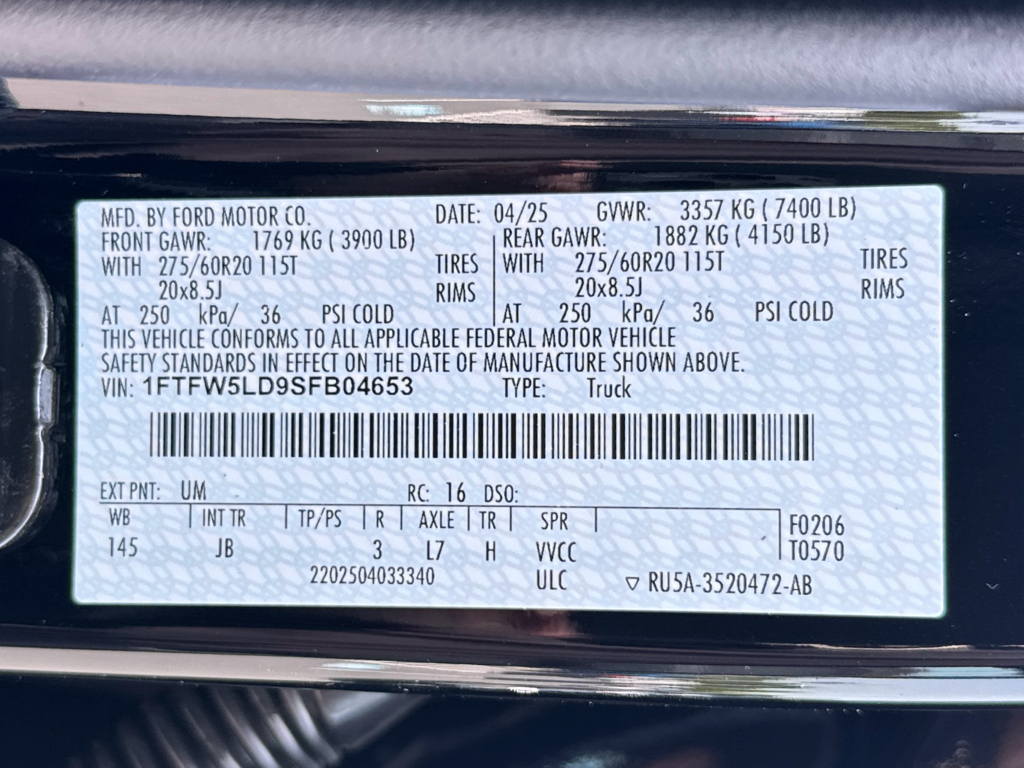 MFD. BY FORD MOTOR CO. DATE: 04/25 GVWR: 3357 KG ( 7400 LB)
FRONT GAWR: 1769 KG ( 3900 LB) REAR GAWR: 1882 KG ( 4150 LB)
WITH 275/60R20 115T TIRES WITH 275/60R20 115T TIRES
20x8.5J RIMS 20x8.5J RIMS
AT 250 kPa/ 36 PSI COLD AT 250 kPa/ 36 PSI COLD
THIS VEHICLE CONFORMS TO ALL APPLICABLE FEDERAL MOTOR VEHICLE
SAFETY STANDARDS IN EFFECT ON THE DATE OF MANUFACTURE SHOWN ABOVE.
VIN: 1FTFW5LD9SFB04653 TYPE: Truck
EXT PNT: UM RC: 16 DSO:
WB INT TR TP/PS R AXLE TR SPR F0206
145 JB 3 L7 H VVCC T0570
2202504033340 ULC ▽ RU5A-3520472-AB